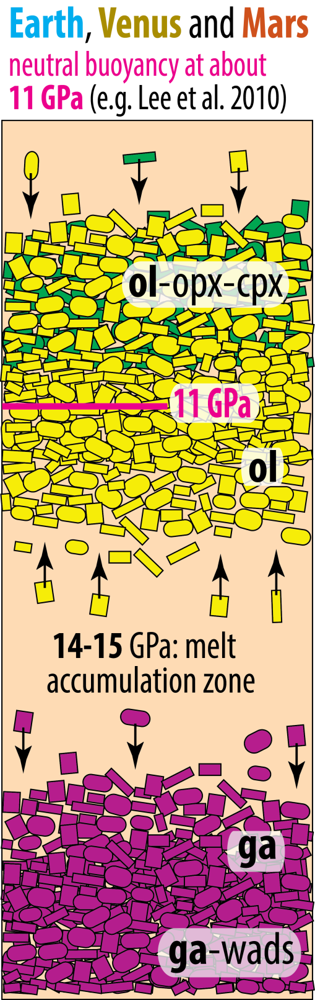 Earth, Venus and Mars
neutral buoyancy at about
11 GPa (e.g. Lee et al. 2010)
ol-opx-cpx
11 GPa
ol
14-15 GPa: melt
accumulation zone
ga
ga-wads